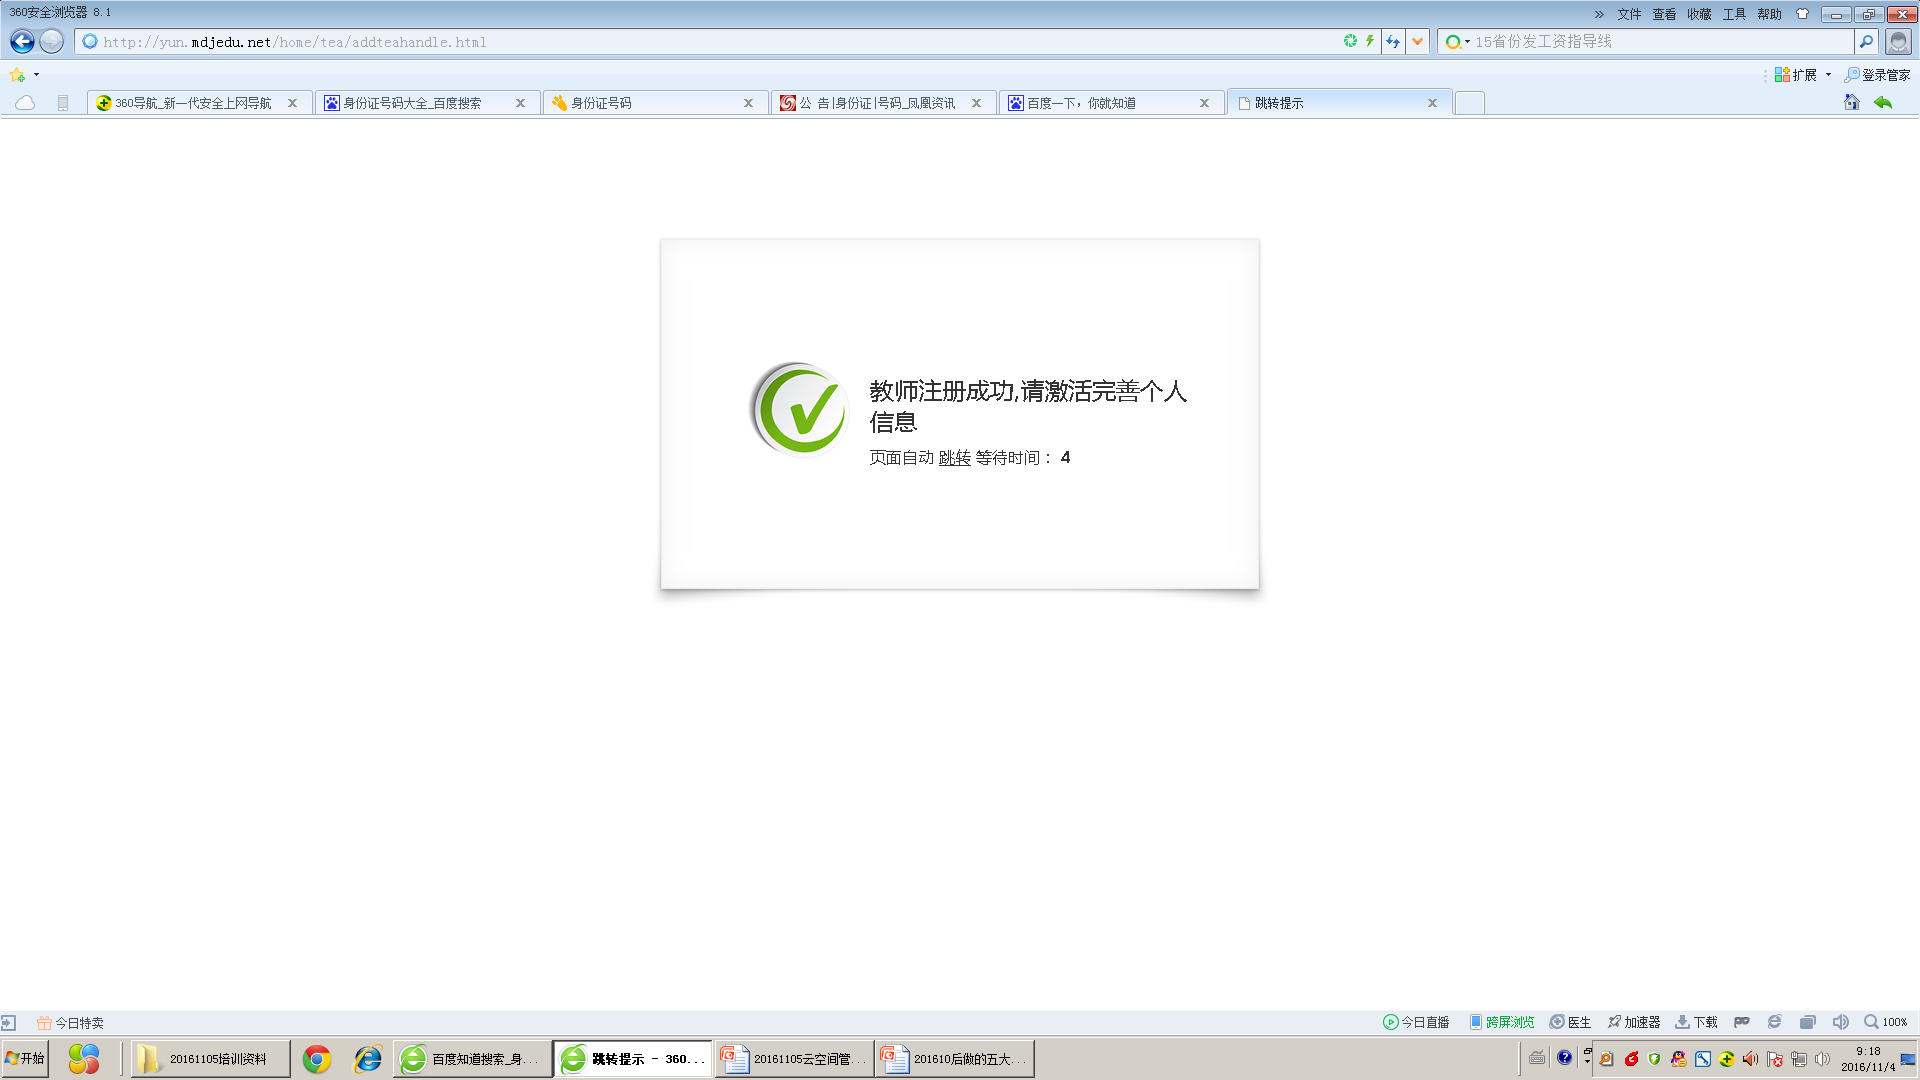 360安全浏览器 8.1
» 文件 查看 收藏 工具 帮助
http://yun.mdjedu.net/home/tea/addteahandle.html
15省份发工资指导线
扩展 登录管家
360导航_新一代安全上网导航
身份证号码大全_百度搜索
身份证号码
公 告|身份证|号码_凤凰资讯
百度一下，你就知道
跳转提示
教师注册成功,请激活完善个人
信息
页面自动 跳转 等待时间： 4
今日特卖
今日直播 跨屏浏览 医生 加速器 下载 100%
开始
20161105培训资料
百度知道搜索_身...
跳转提示 - 360...
20161105云空间管...
201610后做的五大...
9:18
2016/11/4